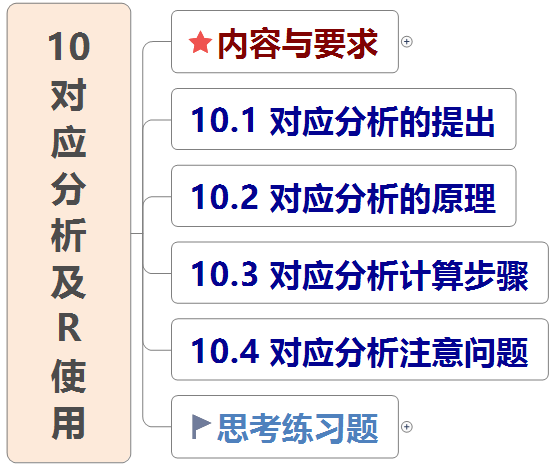 10
对
应
分
析
及
R
使
用
内容与要求
10.1 对应分析的提出
10.2 对应分析的原理
10.3 对应分析计算步骤
10.4 对应分析注意问题
思考练习题